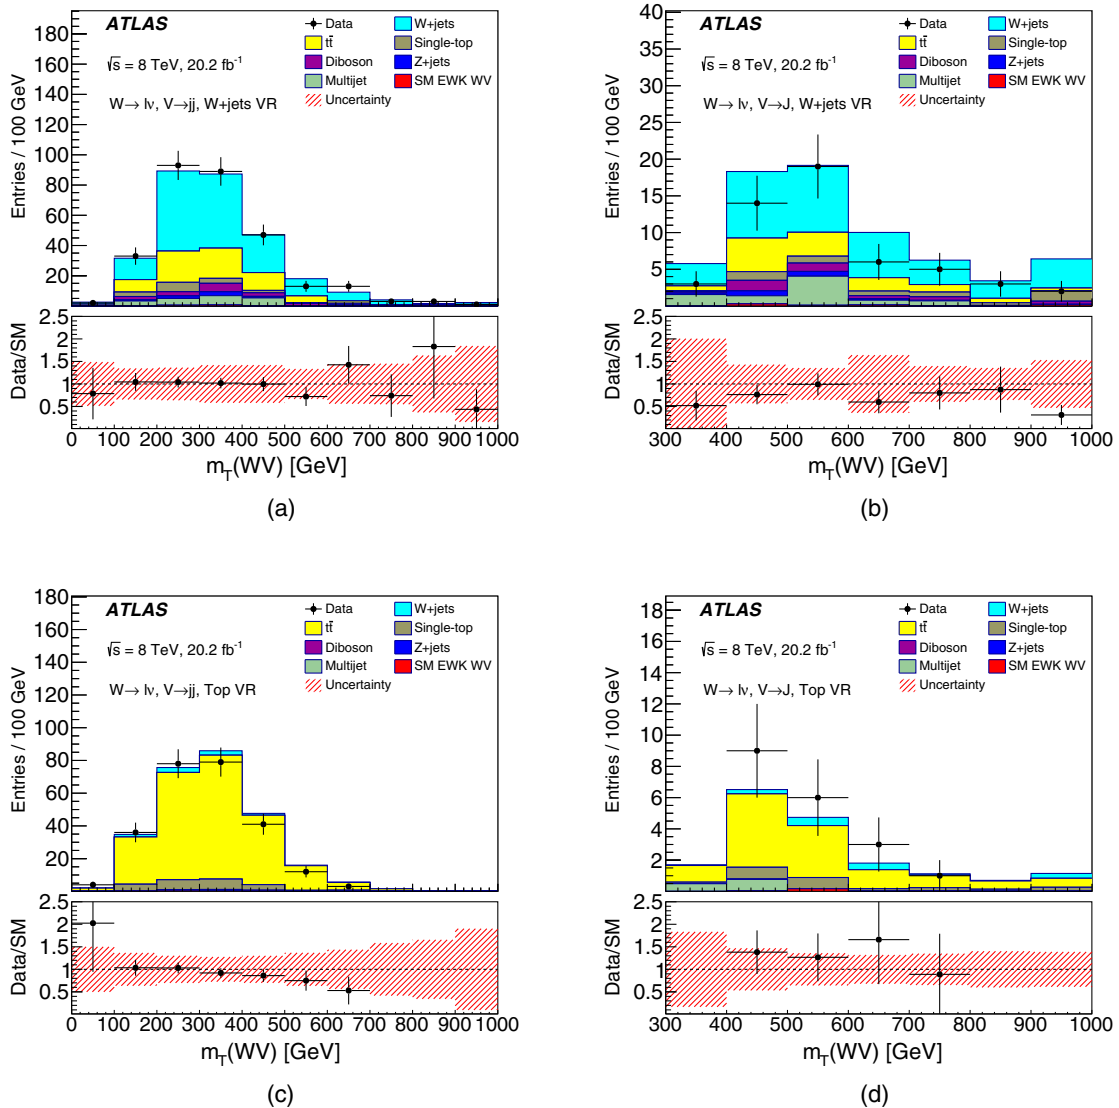 ATLAS
√s = 8 TeV, 20.2 fb⁻¹
W→ lν, V→jj, W+jets VR
Data
W+jets
tt̄
Single-top
Diboson
Z+jets
Multijet
SM EWK WV
Uncertainty
Entries / 100 GeV
180
160
140
120
100
80
60
40
20
Data/SM
2.5
2
1.5
1
0.5
0 100 200 300 400 500 600 700 800 900 1000
m_T(WV) [GeV]
(a)
ATLAS
√s = 8 TeV, 20.2 fb⁻¹
W→ lν, V→J, W+jets VR
Data
W+jets
tt̄
Single-top
Diboson
Z+jets
Multijet
SM EWK WV
Uncertainty
Entries / 100 GeV
40
35
30
25
20
15
10
5
Data/SM
2.5
2
1.5
1
0.5
300 400 500 600 700 800 900 1000
m_T(WV) [GeV]
(b)
ATLAS
√s = 8 TeV, 20.2 fb⁻¹
W→ lν, V→jj, Top VR
Data
W+jets
tt̄
Single-top
Diboson
Z+jets
Multijet
SM EWK WV
Uncertainty
Entries / 100 GeV
180
160
140
120
100
80
60
40
20
Data/SM
2.5
2
1.5
1
0.5
0 100 200 300 400 500 600 700 800 900 1000
m_T(WV) [GeV]
(c)
ATLAS
√s = 8 TeV, 20.2 fb⁻¹
W→ lν, V→J, Top VR
Data
W+jets
tt̄
Single-top
Diboson
Z+jets
Multijet
SM EWK WV
Uncertainty
Entries / 100 GeV
18
16
14
12
10
8
6
4
2
Data/SM
2.5
2
1.5
1
0.5
300 400 500 600 700 800 900 1000
m_T(WV) [GeV]
(d)